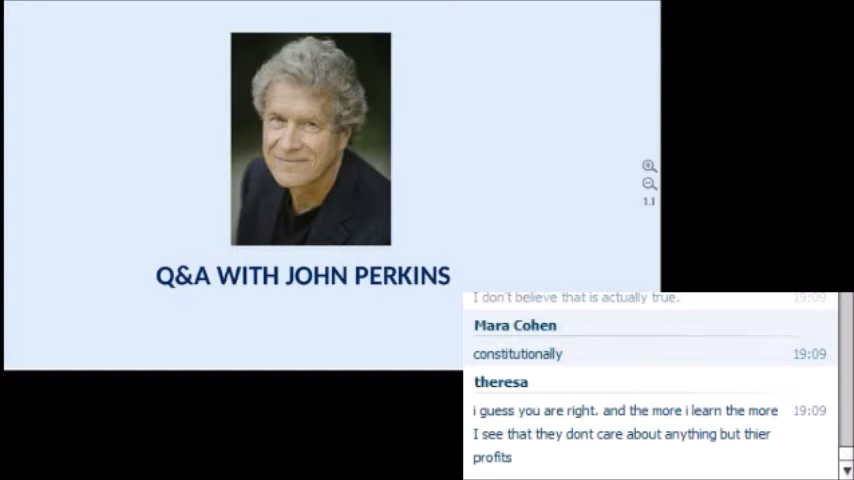 1.1
Q&A WITH JOHN PERKINS
I don't believe that is actually true. 19:09
Mara Cohen
constitutionally 19:09
theresa
i guess you are right. and the more i learn the more 19:09
I see that they dont care about anything but thier
profits